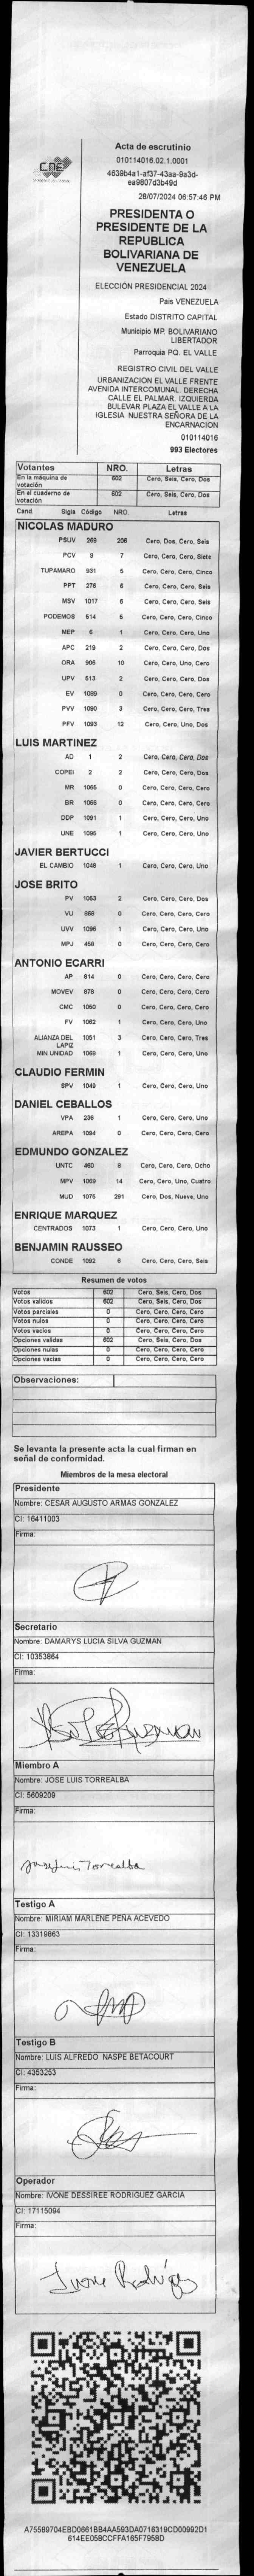 Acta de escrutinio
010114016.02.1.0001
4639b4a1-af37-43aa-9a3d-
ea9807d3b49d
28/07/2024 06:57:46 PM
CNE
PRESIDENTA O
PRESIDENTE DE LA
REPUBLICA
BOLIVARIANA DE
VENEZUELA
ELECCIÓN PRESIDENCIAL 2024
Pais VENEZUELA
Estado DISTRITO CAPITAL
Municipio MP. BOLIVARIANO
LIBERTADOR
Parroquia PQ. EL VALLE
REGISTRO CIVIL DEL VALLE
URBANIZACION EL VALLE FRENTE
AVENIDA INTERCOMUNAL. DERECHA
CALLE EL PALMAR. IZQUIERDA
BULEVAR PLAZA EL VALLE A LA
IGLESIA NUESTRA SEÑORA DE LA
ENCARNACION
010114016
993 Electores
Votantes NRO. Letras
En la máquina de votación 602 Cero, Seis, Cero, Dos
En el cuaderno de votación 602 Cero, Seis, Cero, Dos
Cand. Sigla Código NRO. Letras
NICOLAS MADURO
PSUV 269 206 Cero, Dos, Cero, Seis
PCV 9 7 Cero, Cero, Cero, Siete
TUPAMARO 931 5 Cero, Cero, Cero, Cinco
PPT 276 6 Cero, Cero, Cero, Seis
MSV 1017 6 Cero, Cero, Cero, Seis
PODEMOS 514 5 Cero, Cero, Cero, Cinco
MEP 6 1 Cero, Cero, Cero, Uno
APC 219 2 Cero, Cero, Cero, Dos
ORA 906 10 Cero, Cero, Uno, Cero
UPV 613 2 Cero, Cero, Cero, Dos
EV 1099 0 Cero, Cero, Cero, Cero
PVV 1090 3 Cero, Cero, Cero, Tres
PFV 1093 12 Cero, Cero, Uno, Dos
LUIS MARTINEZ
AD 1 2 Cero, Cero, Cero, Dos
COPEI 2 2 Cero, Cero, Cero, Dos
MR 1065 0 Cero, Cero, Cero, Cero
BR 1066 0 Cero, Cero, Cero, Cero
DDP 1091 1 Cero, Cero, Cero, Uno
UNE 1095 1 Cero, Cero, Cero, Uno
JAVIER BERTUCCI
EL CAMBIO 1048 1 Cero, Cero, Cero, Uno
JOSE BRITO
PV 1053 2 Cero, Cero, Cero, Dos
VU 968 0 Cero, Cero, Cero, Cero
UVV 1096 1 Cero, Cero, Cero, Uno
MPJ 459 0 Cero, Cero, Cero, Cero
ANTONIO ECARRI
AP 914 0 Cero, Cero, Cero, Cero
MOVEV 878 0 Cero, Cero, Cero, Cero
CMC 1050 0 Cero, Cero, Cero, Cero
FV 1062 1 Cero, Cero, Cero, Uno
ALIANZA DEL LAPIZ 1051 3 Cero, Cero, Cero, Tres
MIN UNIDAD 1069 1 Cero, Cero, Cero, Uno
CLAUDIO FERMIN
SPV 1049 1 Cero, Cero, Cero, Uno
DANIEL CEBALLOS
VPA 236 1 Cero, Cero, Cero, Uno
AREPA 1094 0 Cero, Cero, Cero, Cero
EDMUNDO GONZALEZ
UNTC 460 8 Cero, Cero, Cero, Ocho
MPV 1069 14 Cero, Cero, Uno, Cuatro
MUD 1075 291 Cero, Dos, Nueve, Uno
ENRIQUE MARQUEZ
CENTRADOS 1073 1 Cero, Cero, Cero, Uno
BENJAMIN RAUSSEO
CONDE 1092 6 Cero, Cero, Cero, Seis
Resumen de votos
Votos 602 Cero, Seis, Cero, Dos
Votos validos 602 Cero, Seis, Cero, Dos
Votos parciales 0 Cero, Cero, Cero, Cero
Votos nulos 0 Cero, Cero, Cero, Cero
Votos vacios 0 Cero, Cero, Cero, Cero
Opciones validas 602 Cero, Seis, Cero, Dos
Opciones nulas 0 Cero, Cero, Cero, Cero
Opciones vacias 0 Cero, Cero, Cero, Cero
Observaciones:
Se levanta la presente acta la cual firman en
señal de conformidad.
Miembros de la mesa electoral
Presidente
Nombre: CESAR AUGUSTO ARMAS GONZALEZ
CI: 16411003
Firma:
Secretario
Nombre: DAMARYS LUCIA SILVA GUZMAN
CI: 10353864
Firma:
Miembro A
Nombre: JOSE LUIS TORREALBA
CI: 5609209
Firma:
Jose Luis Torrealba
Testigo A
Nombre: MIRIAM MARLENE PEÑA ACEVEDO
CI: 13319863
Firma:
Testigo B
Nombre: LUIS ALFREDO NASPE BETACOURT
CI: 4353253
Firma:
Operador
Nombre: IVONE DESSIREE RODRIGUEZ GARCIA
CI: 17115094
Firma:
Ivone Rodríguez
A75589704EBD0661BB4AA593DA0716319CD00992D1
614EE058CCFFA165F7958D